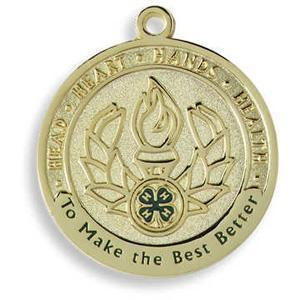 HEAD · HEART · HANDS · HEALTH
H H H H
To Make the Best Better